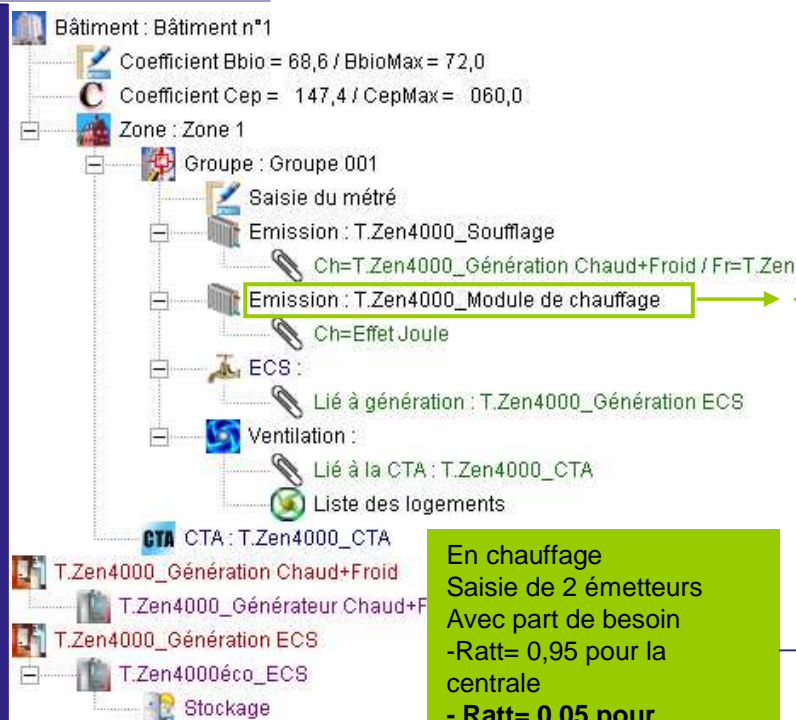 Bâtiment : Bâtiment n°1
Coefficient Bbio = 68,6 / BbioMax = 72,0
C Coefficient Cep = 147,4 / CepMax = 060,0
Zone : Zone 1
Groupe : Groupe 001
Saisie du métré
Emission : T.Zen4000_Soufflage
Ch=T.Zen4000_Génération Chaud+Froid / Fr=T.Zen
Emission : T.Zen4000_Module de chauffage
Ch=Effet Joule
ECS :
Lié à génération : T.Zen4000_Génération ECS
Ventilation :
Lié à la CTA : T.Zen4000_CTA
Liste des logements
CTA CTA : T.Zen4000_CTA
T.Zen4000_Génération Chaud+Froid
T.Zen4000_Générateur Chaud+F
T.Zen4000_Génération ECS
T.Zen4000éco_ECS
Stockage
En chauffage
Saisie de 2 émetteurs
Avec part de besoin
-Ratt= 0,95 pour la
centrale
- Ratt= 0,05 pour